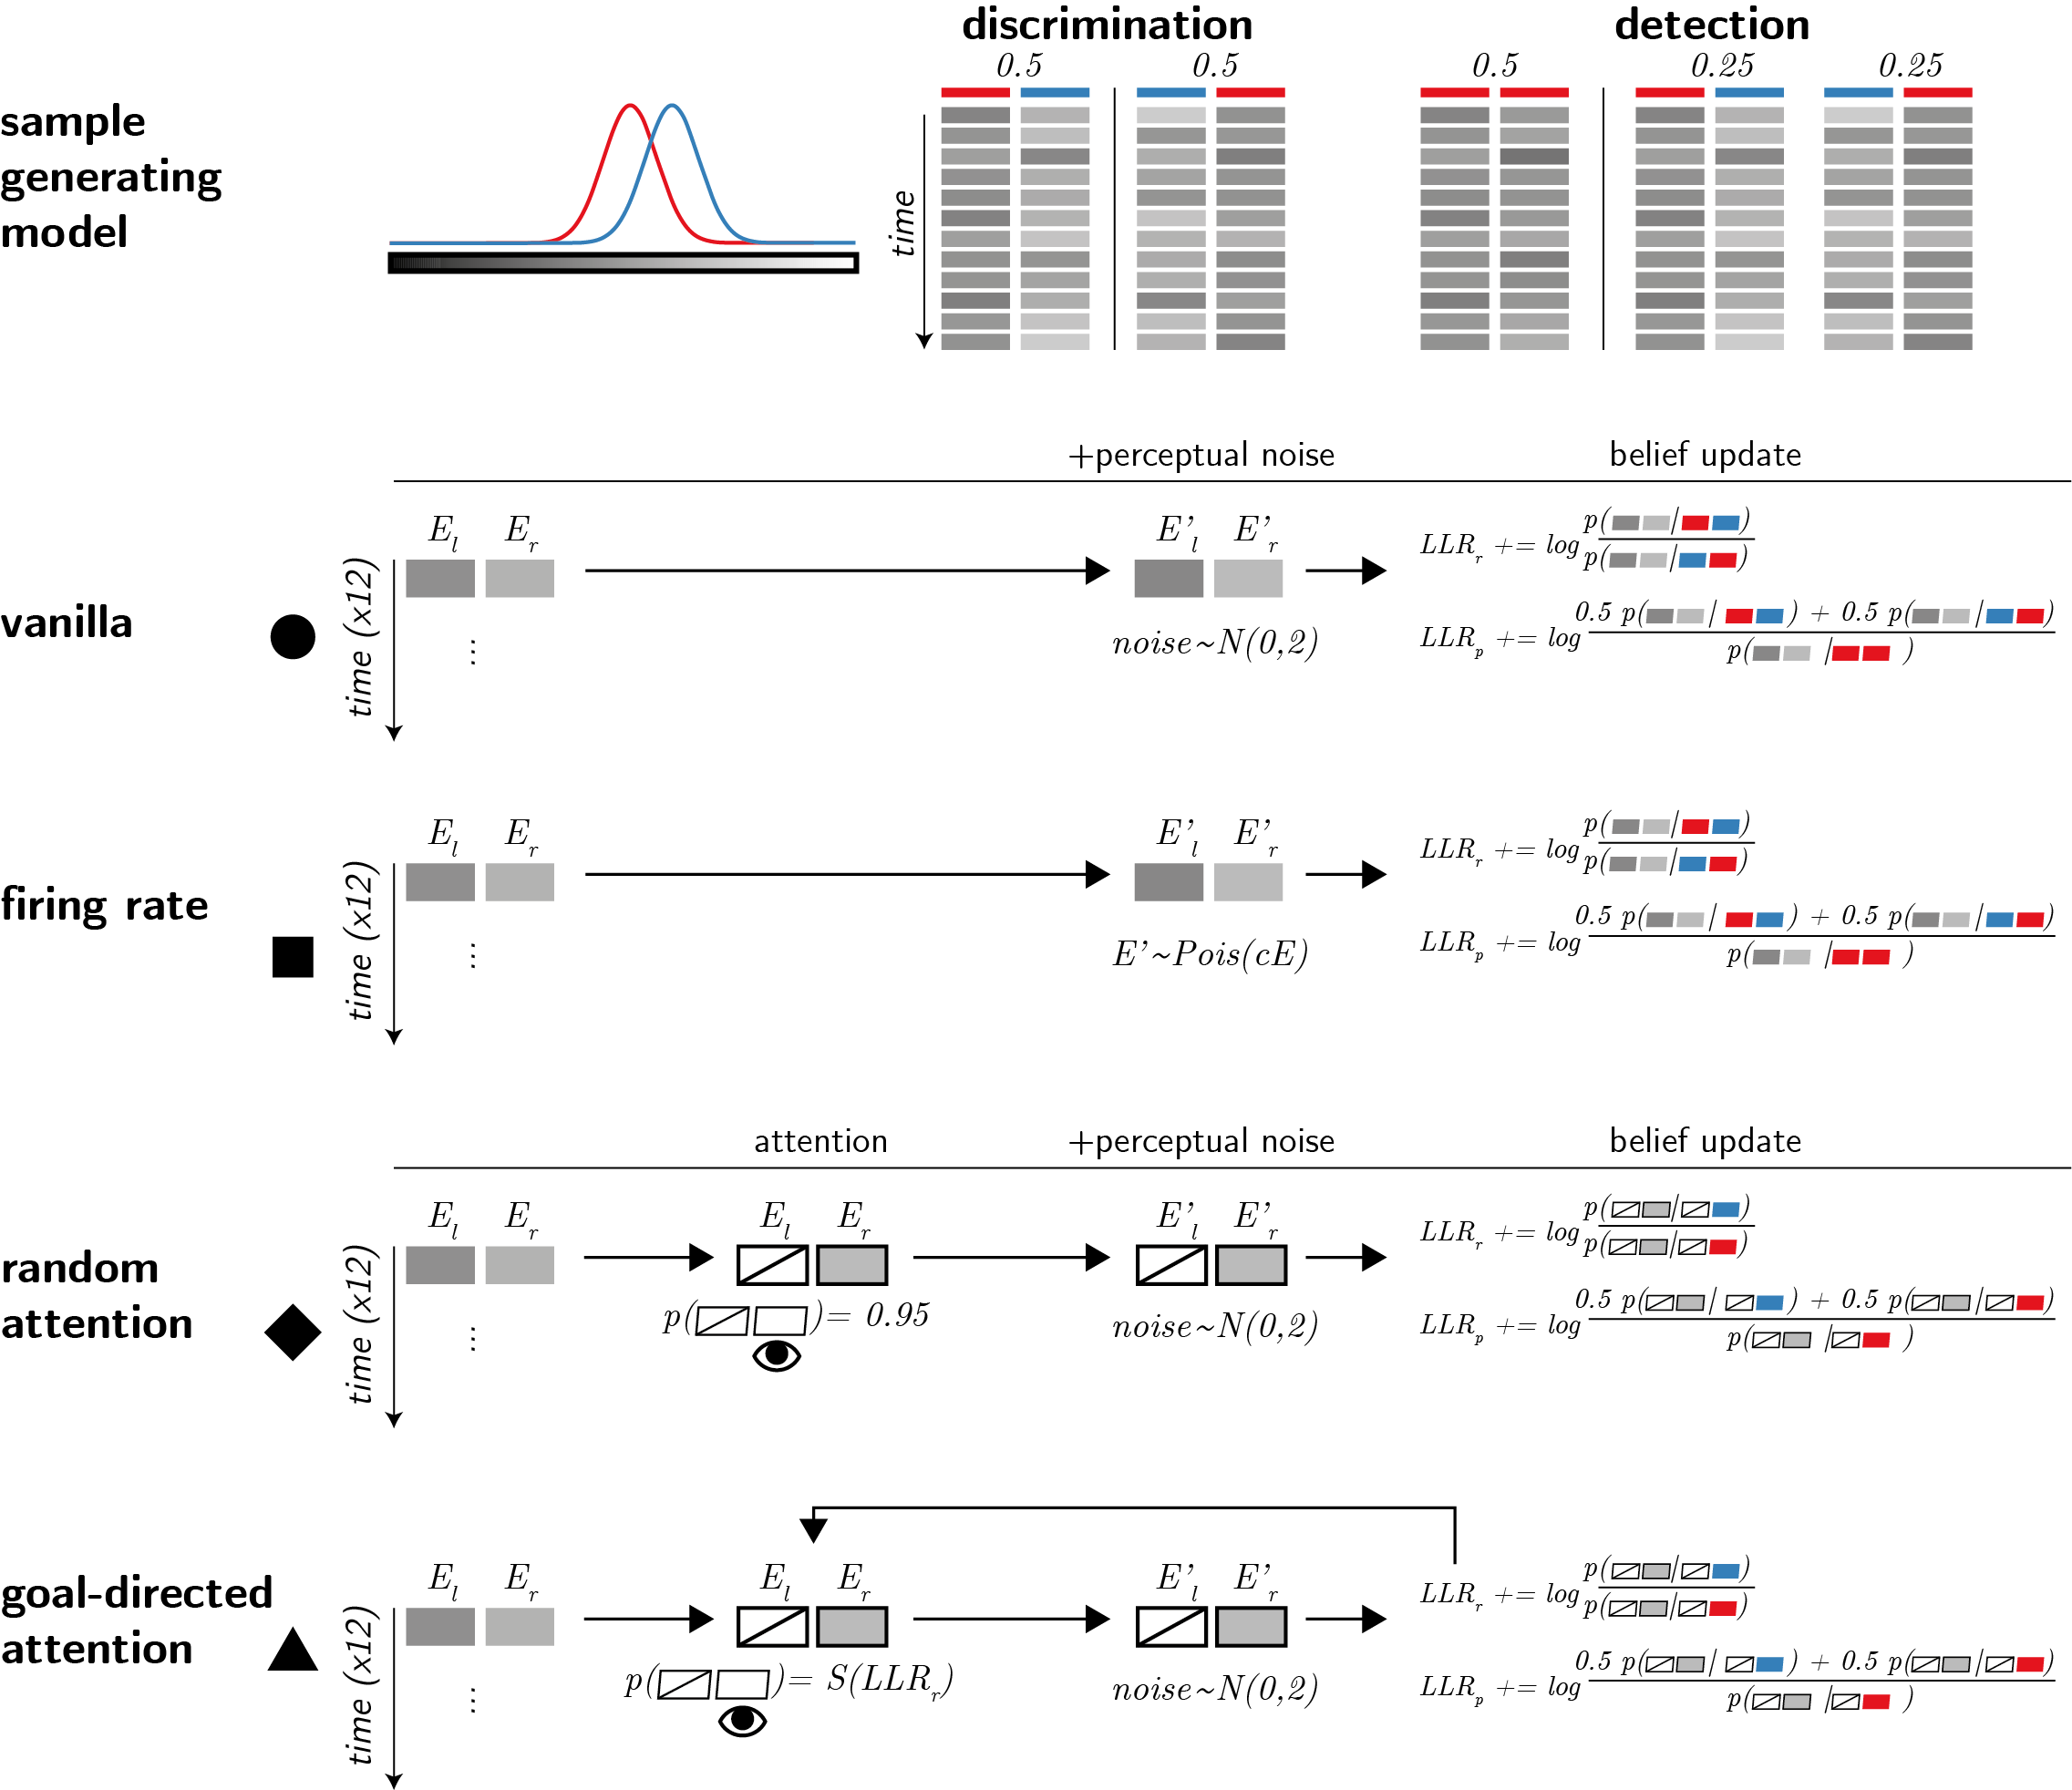 discrimination
detection
0.5
0.5
0.5
0.25
0.25
sample
generating
model
time
+perceptual noise
belief update
vanilla
time (x12)
E_l E_r
⋮
E'_l E'_r
noise~N(0,2)
LLR_r += log p( | ) / p( | )
LLR_p += log 0.5 p( | ) + 0.5 p( | ) / p( | )
firing rate
time (x12)
E_l E_r
⋮
E'_l E'_r
E'~Pois(cE)
LLR_r += log p( | ) / p( | )
LLR_p += log 0.5 p( | ) + 0.5 p( | ) / p( | )
attention
+perceptual noise
belief update
random
attention
time (x12)
E_l E_r
⋮
E_l E_r
p( )= 0.95
E'_l E'_r
noise~N(0,2)
LLR_r += log p( | ) / p( | )
LLR_p += log 0.5 p( | ) + 0.5 p( | ) / p( | )
goal-directed
attention
time (x12)
E_l E_r
⋮
E_l E_r
p( )= S(LLR_r)
E'_l E'_r
noise~N(0,2)
LLR_r += log p( | ) / p( | )
LLR_p += log 0.5 p( | ) + 0.5 p( | ) / p( | )